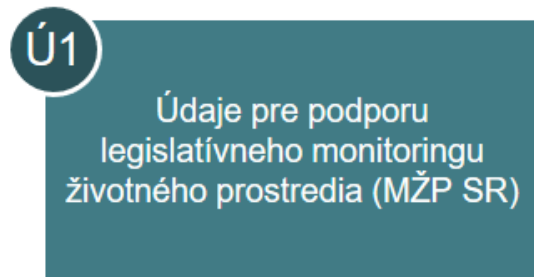 Ú1
Údaje pre podporu
legislatívneho monitoringu
životného prostredia (MŽP SR)